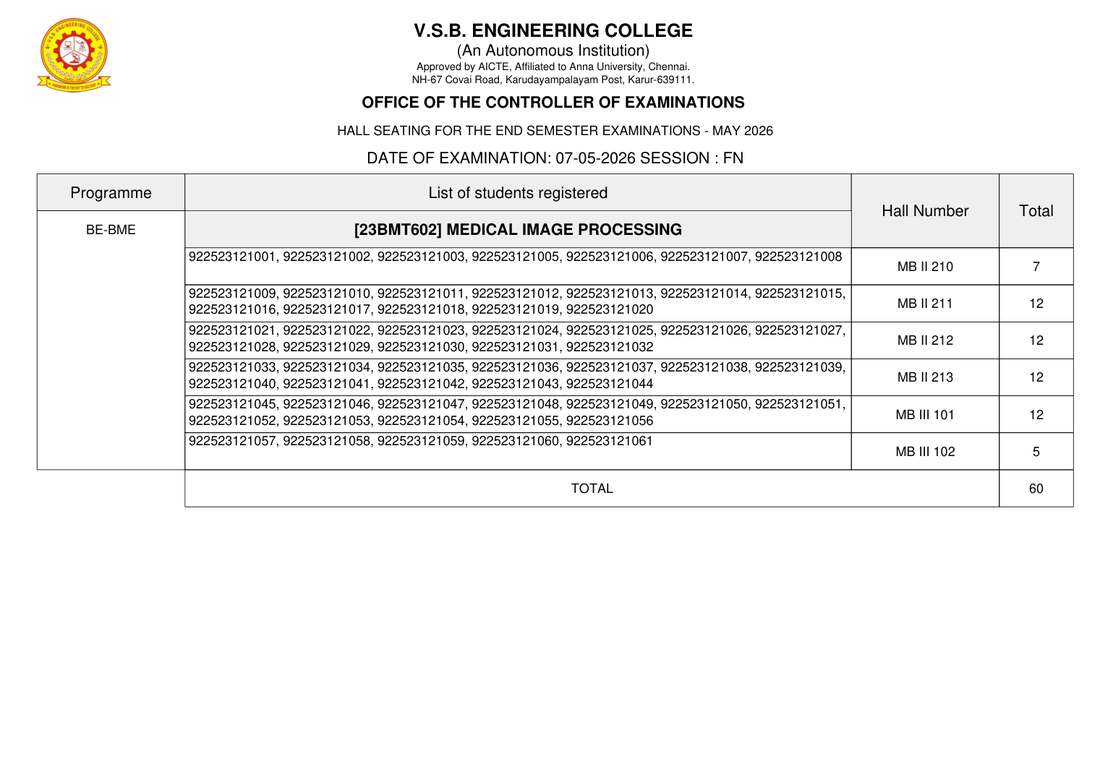 V.S.B. ENGINEERING COLLEGE
(An Autonomous Institution)
Approved by AICTE, Affiliated to Anna University, Chennai.
NH-67 Covai Road, Karudayampalayam Post, Karur-639111.
OFFICE OF THE CONTROLLER OF EXAMINATIONS
HALL SEATING FOR THE END SEMESTER EXAMINATIONS - MAY 2026
DATE OF EXAMINATION: 07-05-2026 SESSION : FN
Programme List of students registered Hall Number Total
BE-BME [23BMT602] MEDICAL IMAGE PROCESSING
922523121001, 922523121002, 922523121003, 922523121005, 922523121006, 922523121007, 922523121008
MB II 210 7
922523121009, 922523121010, 922523121011, 922523121012, 922523121013, 922523121014, 922523121015,
922523121016, 922523121017, 922523121018, 922523121019, 922523121020
MB II 211 12
922523121021, 922523121022, 922523121023, 922523121024, 922523121025, 922523121026, 922523121027,
922523121028, 922523121029, 922523121030, 922523121031, 922523121032
MB II 212 12
922523121033, 922523121034, 922523121035, 922523121036, 922523121037, 922523121038, 922523121039,
922523121040, 922523121041, 922523121042, 922523121043, 922523121044
MB II 213 12
922523121045, 922523121046, 922523121047, 922523121048, 922523121049, 922523121050, 922523121051,
922523121052, 922523121053, 922523121054, 922523121055, 922523121056
MB III 101 12
922523121057, 922523121058, 922523121059, 922523121060, 922523121061
MB III 102 5
TOTAL 60